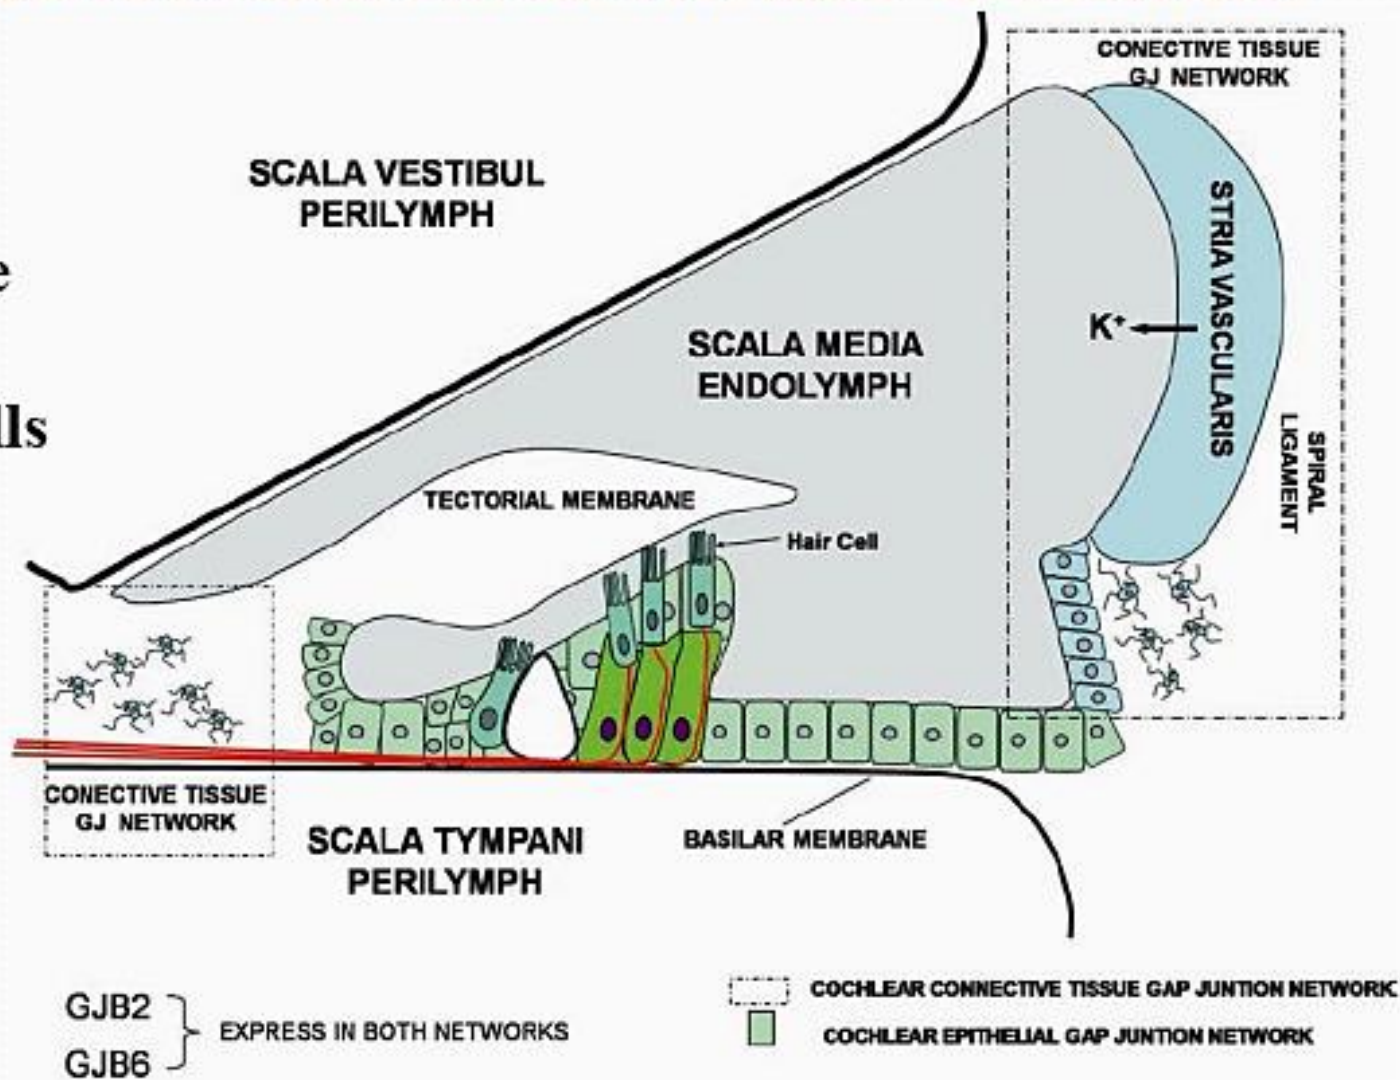 CONECTIVE TISSUE
GJ NETWORK
SCALA VESTIBUL
PERILYMPH
e
STRIA VASCULARIS
K⁺
SCALA MEDIA
ENDOLYMPH
lls
SPIRAL
LIGAMENT
TECTORIAL MEMBRANE
Hair Cell
CONECTIVE TISSUE
GJ NETWORK
SCALA TYMPANI
PERILYMPH
BASILAR MEMBRANE
GJB2
GJB6
EXPRESS IN BOTH NETWORKS
COCHLEAR CONNECTIVE TISSUE GAP JUNTION NETWORK
COCHLEAR EPITHELIAL GAP JUNTION NETWORK